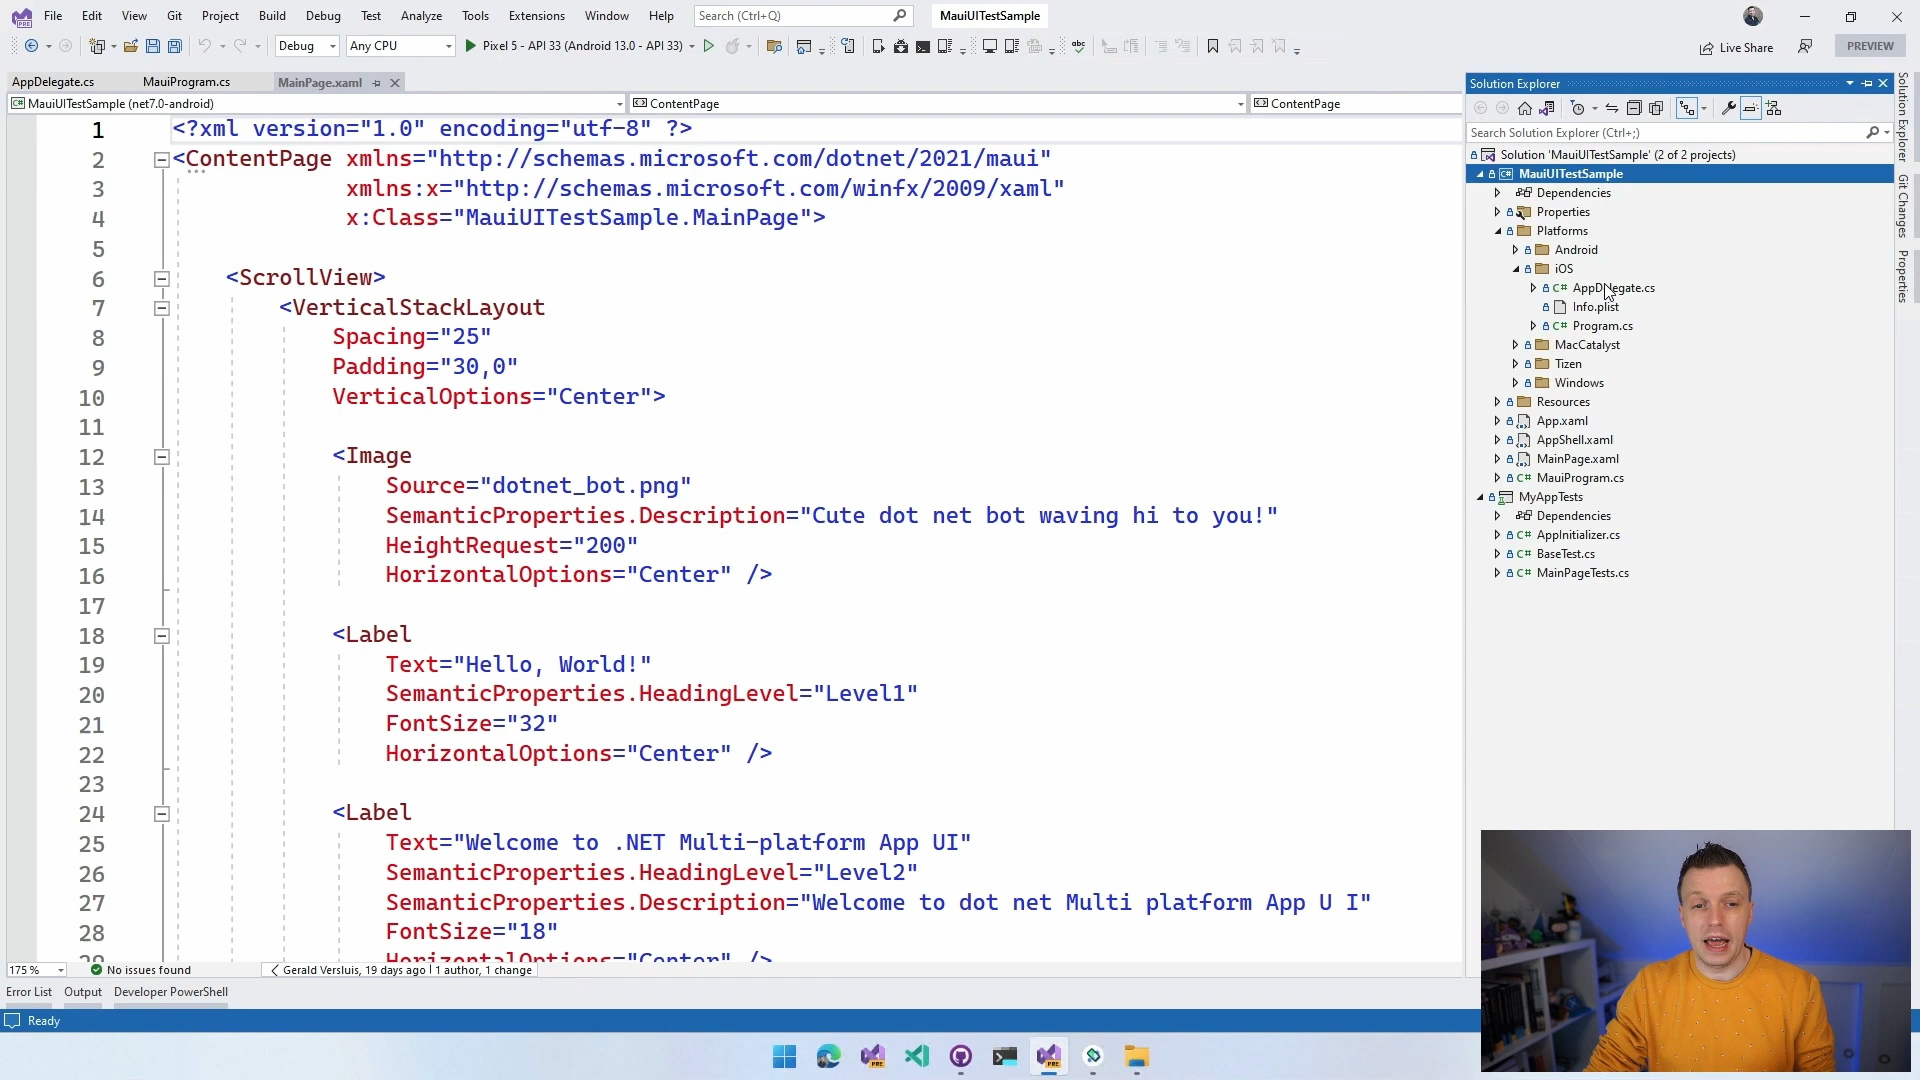 File Edit View Git Project Build Debug Test Analyze Tools Extensions Window Help Search (Ctrl+Q) MauiUITestSample
Debug Any CPU Pixel 5 - API 33 (Android 13.0 - API 33) Live Share PREVIEW
AppDelegate.cs MauiProgram.cs MainPage.xaml
MauiUITestSample (net7.0-android) ContentPage ContentPage
1 <?xml version="1.0" encoding="utf-8" ?>
2 <ContentPage xmlns="http://schemas.microsoft.com/dotnet/2021/maui"
3 xmlns:x="http://schemas.microsoft.com/winfx/2009/xaml"
4 x:Class="MauiUITestSample.MainPage">
5
6 <ScrollView>
7 <VerticalStackLayout
8 Spacing="25"
9 Padding="30,0"
10 VerticalOptions="Center">
11
12 <Image
13 Source="dotnet_bot.png"
14 SemanticProperties.Description="Cute dot net bot waving hi to you!"
15 HeightRequest="200"
16 HorizontalOptions="Center" />
17
18 <Label
19 Text="Hello, World!"
20 SemanticProperties.HeadingLevel="Level1"
21 FontSize="32"
22 HorizontalOptions="Center" />
23
24 <Label
25 Text="Welcome to .NET Multi-platform App UI"
26 SemanticProperties.HeadingLevel="Level2"
27 SemanticProperties.Description="Welcome to dot net Multi platform App U I"
28 FontSize="18"
29 HorizontalOptions="Center" />
175 % No issues found Gerald Versluis, 19 days ago | 1 author, 1 change
Error List Output Developer PowerShell
Ready
Solution Explorer
Search Solution Explorer (Ctrl+;)
Solution 'MauiUITestSample' (2 of 2 projects)
MauiUITestSample
Dependencies
Properties
Platforms
Android
iOS
C# AppDelegate.cs
Info.plist
C# Program.cs
MacCatalyst
Tizen
Windows
Resources
App.xaml
AppShell.xaml
MainPage.xaml
C# MauiProgram.cs
MyAppTests
Dependencies
C# AppInitializer.cs
C# BaseTest.cs
C# MainPageTests.cs
Solution Explorer
Git Changes
Properties